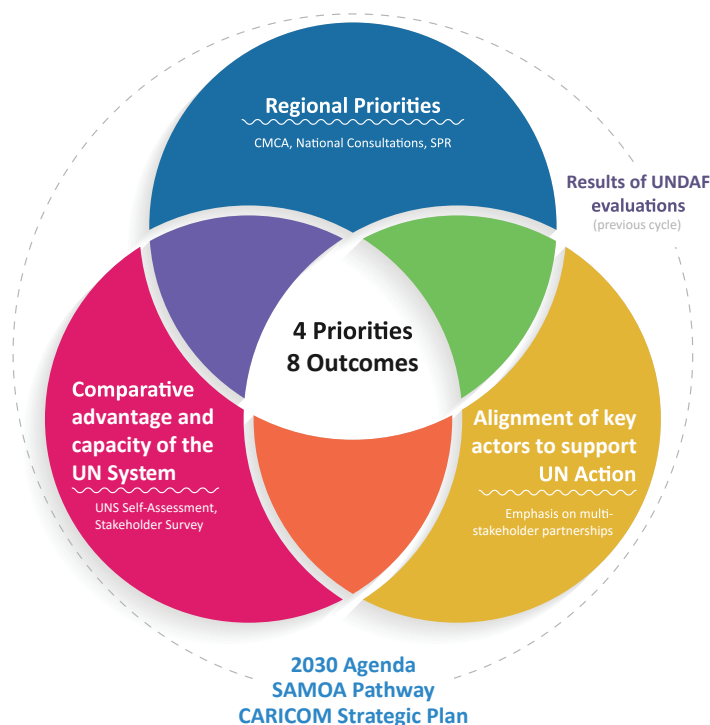 Regional Priorities
CMCA, National Consultations, SPR
Results of UNDAF
evaluations
(previous cycle)
4 Priorities
8 Outcomes
Comparative
advantage and
capacity of the
UN System
UNS Self-Assessment,
Stakeholder Survey
Alignment of key
actors to support
UN Action
Emphasis on multi-
stakeholder partnerships
2030 Agenda
SAMOA Pathway
CARICOM Strategic Plan